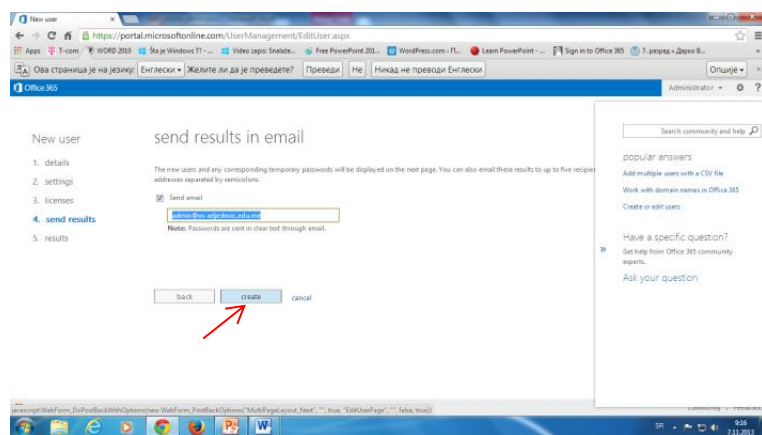 New user
https://portal.microsoftonline.com/UserManagement/EditUser.aspx
Apps T-com WORD 2010 Šta je Windows 7? - ... Video zapis: Snalaže... Free PowerPoint 201... WordPress.com - П... Learn PowerPoint - ... Sign in to Office 365 7. разред « Дарко В...
Ова страница је на језику: Енглески Желите ли да је преведете? Преведи Не Никад не преводи Енглески Опције
Office 365 Administrator ?
Search community and help
New user
1. details
2. settings
3. licenses
4. send results
5. results
send results in email
The new users and any corresponding temporary passwords will be displayed on the next page. You can also email these results to up to five recipie
addresses separated by semicolons.
Send email
admin@os-adjedovic.edu.me
Note: Passwords are sent in clear text through email.
back create cancel
popular answers
Add multiple users with a CSV file
Work with domain names in Office 365
Create or edit users
Have a specific question?
Get help from Office 365 community
experts.
Ask your question
Community Feedback
javascript:WebForm_DoPostBackWithOptions(new WebForm_PostBackOptions("MultiPageLayout_Next", "", true, "EditUserPage", "", false, true))
SR 9:16
7.11.2013